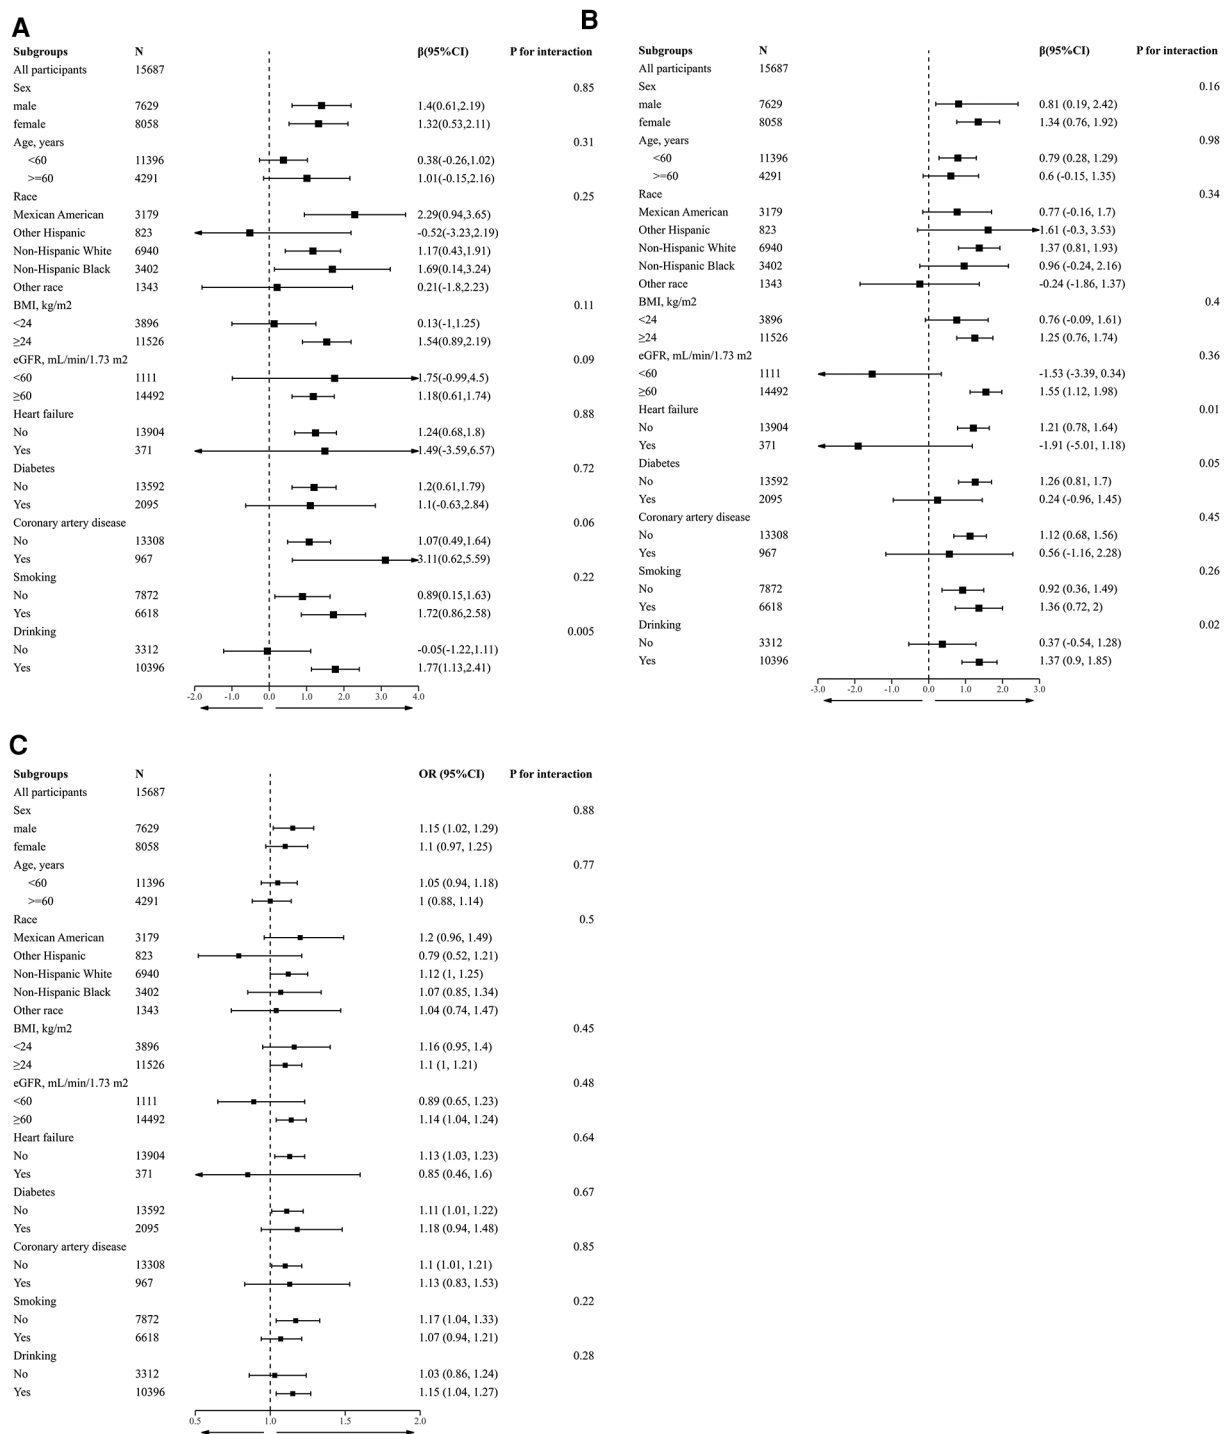 A
Subgroups N β(95%CI) P for interaction
All participants 15687
Sex 0.85
male 7629 1.4(0.61,2.19)
female 8058 1.32(0.53,2.11)
Age, years 0.31
<60 11396 0.38(-0.26,1.02)
>=60 4291 1.01(-0.15,2.16)
Race 0.25
Mexican American 3179 2.29(0.94,3.65)
Other Hispanic 823 -0.52(-3.23,2.19)
Non-Hispanic White 6940 1.17(0.43,1.91)
Non-Hispanic Black 3402 1.69(0.14,3.24)
Other race 1343 0.21(-1.8,2.23)
BMI, kg/m2 0.11
<24 3896 0.13(-1,1.25)
≥24 11526 1.54(0.89,2.19)
eGFR, mL/min/1.73 m2 0.09
<60 1111 1.75(-0.99,4.5)
≥60 14492 1.18(0.61,1.74)
Heart failure 0.88
No 13904 1.24(0.68,1.8)
Yes 371 1.49(-3.59,6.57)
Diabetes 0.72
No 13592 1.2(0.61,1.79)
Yes 2095 1.1(-0.63,2.84)
Coronary artery disease 0.06
No 13308 1.07(0.49,1.64)
Yes 967 3.11(0.62,5.59)
Smoking 0.22
No 7872 0.89(0.15,1.63)
Yes 6618 1.72(0.86,2.58)
Drinking 0.005
No 3312 -0.05(-1.22,1.11)
Yes 10396 1.77(1.13,2.41)
-2.0 -1.0 0.0 1.0 2.0 3.0 4.0
B
Subgroups N β(95%CI) P for interaction
All participants 15687
Sex 0.16
male 7629 0.81 (0.19, 2.42)
female 8058 1.34 (0.76, 1.92)
Age, years 0.98
<60 11396 0.79 (0.28, 1.29)
>=60 4291 0.6 (-0.15, 1.35)
Race 0.34
Mexican American 3179 0.77 (-0.16, 1.7)
Other Hispanic 823 1.61 (-0.3, 3.53)
Non-Hispanic White 6940 1.37 (0.81, 1.93)
Non-Hispanic Black 3402 0.96 (-0.24, 2.16)
Other race 1343 -0.24 (-1.86, 1.37)
BMI, kg/m2 0.4
<24 3896 0.76 (-0.09, 1.61)
≥24 11526 1.25 (0.76, 1.74)
eGFR, mL/min/1.73 m2 0.36
<60 1111 -1.53 (-3.39, 0.34)
≥60 14492 1.55 (1.12, 1.98)
Heart failure 0.01
No 13904 1.21 (0.78, 1.64)
Yes 371 -1.91 (-5.01, 1.18)
Diabetes 0.05
No 13592 1.26 (0.81, 1.7)
Yes 2095 0.24 (-0.96, 1.45)
Coronary artery disease 0.45
No 13308 1.12 (0.68, 1.56)
Yes 967 0.56 (-1.16, 2.28)
Smoking 0.26
No 7872 0.92 (0.36, 1.49)
Yes 6618 1.36 (0.72, 2)
Drinking 0.02
No 3312 0.37 (-0.54, 1.28)
Yes 10396 1.37 (0.9, 1.85)
-3.0 -2.0 -1.0 0.0 1.0 2.0 3.0
C
Subgroups N OR (95%CI) P for interaction
All participants 15687
Sex 0.88
male 7629 1.15 (1.02, 1.29)
female 8058 1.1 (0.97, 1.25)
Age, years 0.77
<60 11396 1.05 (0.94, 1.18)
>=60 4291 1 (0.88, 1.14)
Race 0.5
Mexican American 3179 1.2 (0.96, 1.49)
Other Hispanic 823 0.79 (0.52, 1.21)
Non-Hispanic White 6940 1.12 (1, 1.25)
Non-Hispanic Black 3402 1.07 (0.85, 1.34)
Other race 1343 1.04 (0.74, 1.47)
BMI, kg/m2 0.45
<24 3896 1.16 (0.95, 1.4)
≥24 11526 1.1 (1, 1.21)
eGFR, mL/min/1.73 m2 0.48
<60 1111 0.89 (0.65, 1.23)
≥60 14492 1.14 (1.04, 1.24)
Heart failure 0.64
No 13904 1.13 (1.03, 1.23)
Yes 371 0.85 (0.46, 1.6)
Diabetes 0.67
No 13592 1.11 (1.01, 1.22)
Yes 2095 1.18 (0.94, 1.48)
Coronary artery disease 0.85
No 13308 1.1 (1.01, 1.21)
Yes 967 1.13 (0.83, 1.53)
Smoking 0.22
No 7872 1.17 (1.04, 1.33)
Yes 6618 1.07 (0.94, 1.21)
Drinking 0.28
No 3312 1.03 (0.86, 1.24)
Yes 10396 1.15 (1.04, 1.27)
0.5 1.0 1.5 2.0